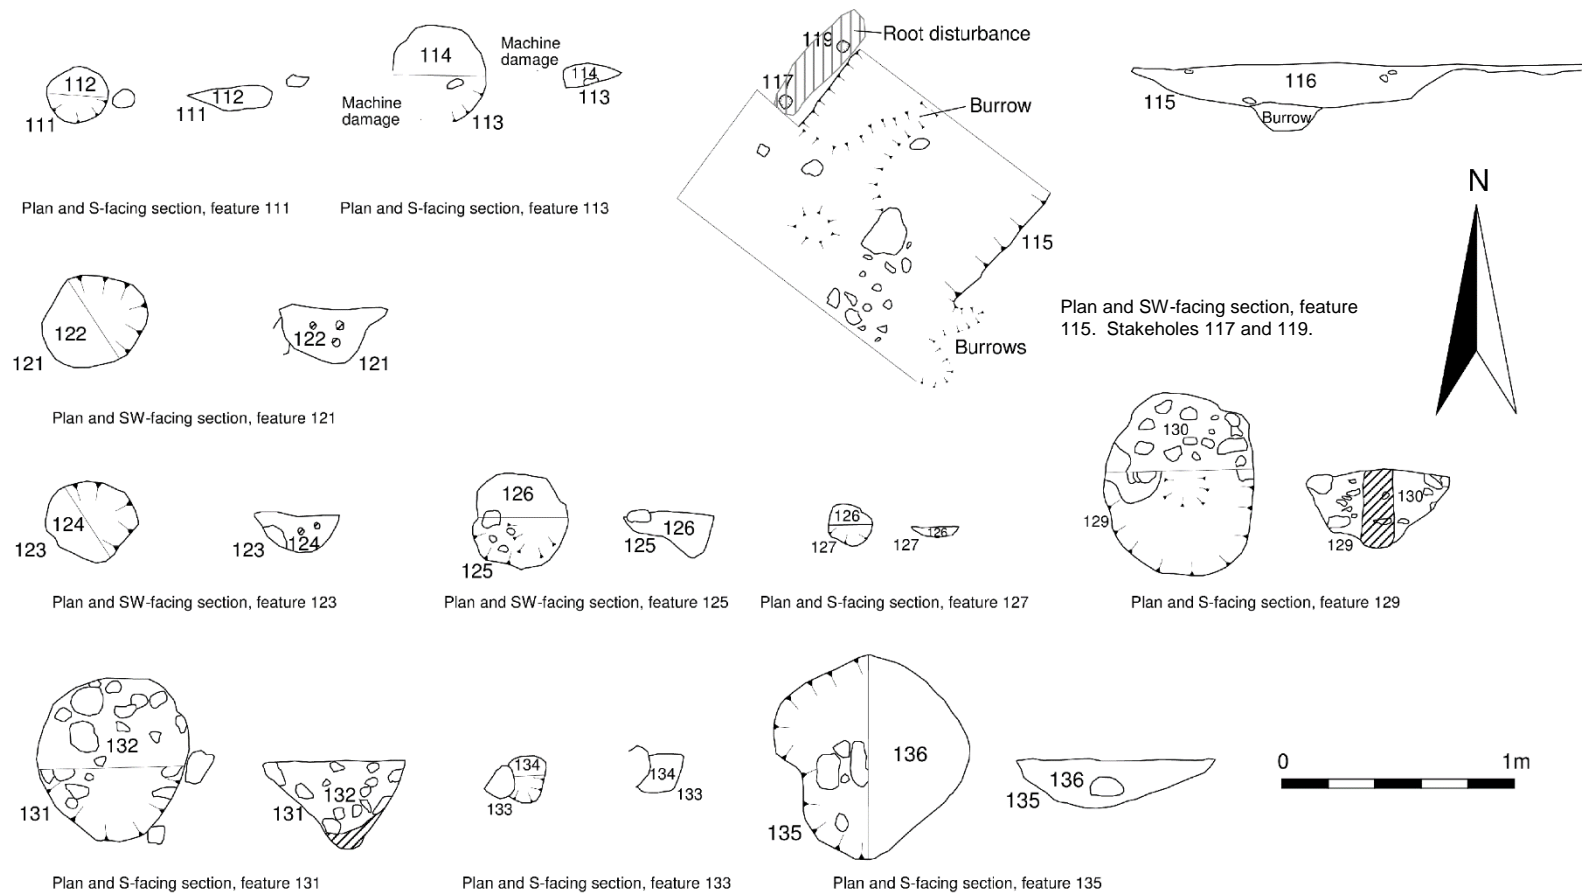 112
111
112
111
Plan and S-facing section, feature 111
114
Machine
damage
Machine
damage
113
114
113
Plan and S-facing section, feature 113
119
Root disturbance
117
Burrow
115
Burrows
115
116
Burrow
Plan and SW-facing section, feature
115. Stakeholes 117 and 119.
N
122
121
122
121
Plan and SW-facing section, feature 121
124
123
124
123
Plan and SW-facing section, feature 123
126
125
126
125
Plan and SW-facing section, feature 125
126
127
126
127
Plan and S-facing section, feature 127
130
129
130
129
Plan and S-facing section, feature 129
132
131
132
131
Plan and S-facing section, feature 131
134
133
134
133
Plan and S-facing section, feature 133
136
135
136
135
Plan and S-facing section, feature 135
0 1m